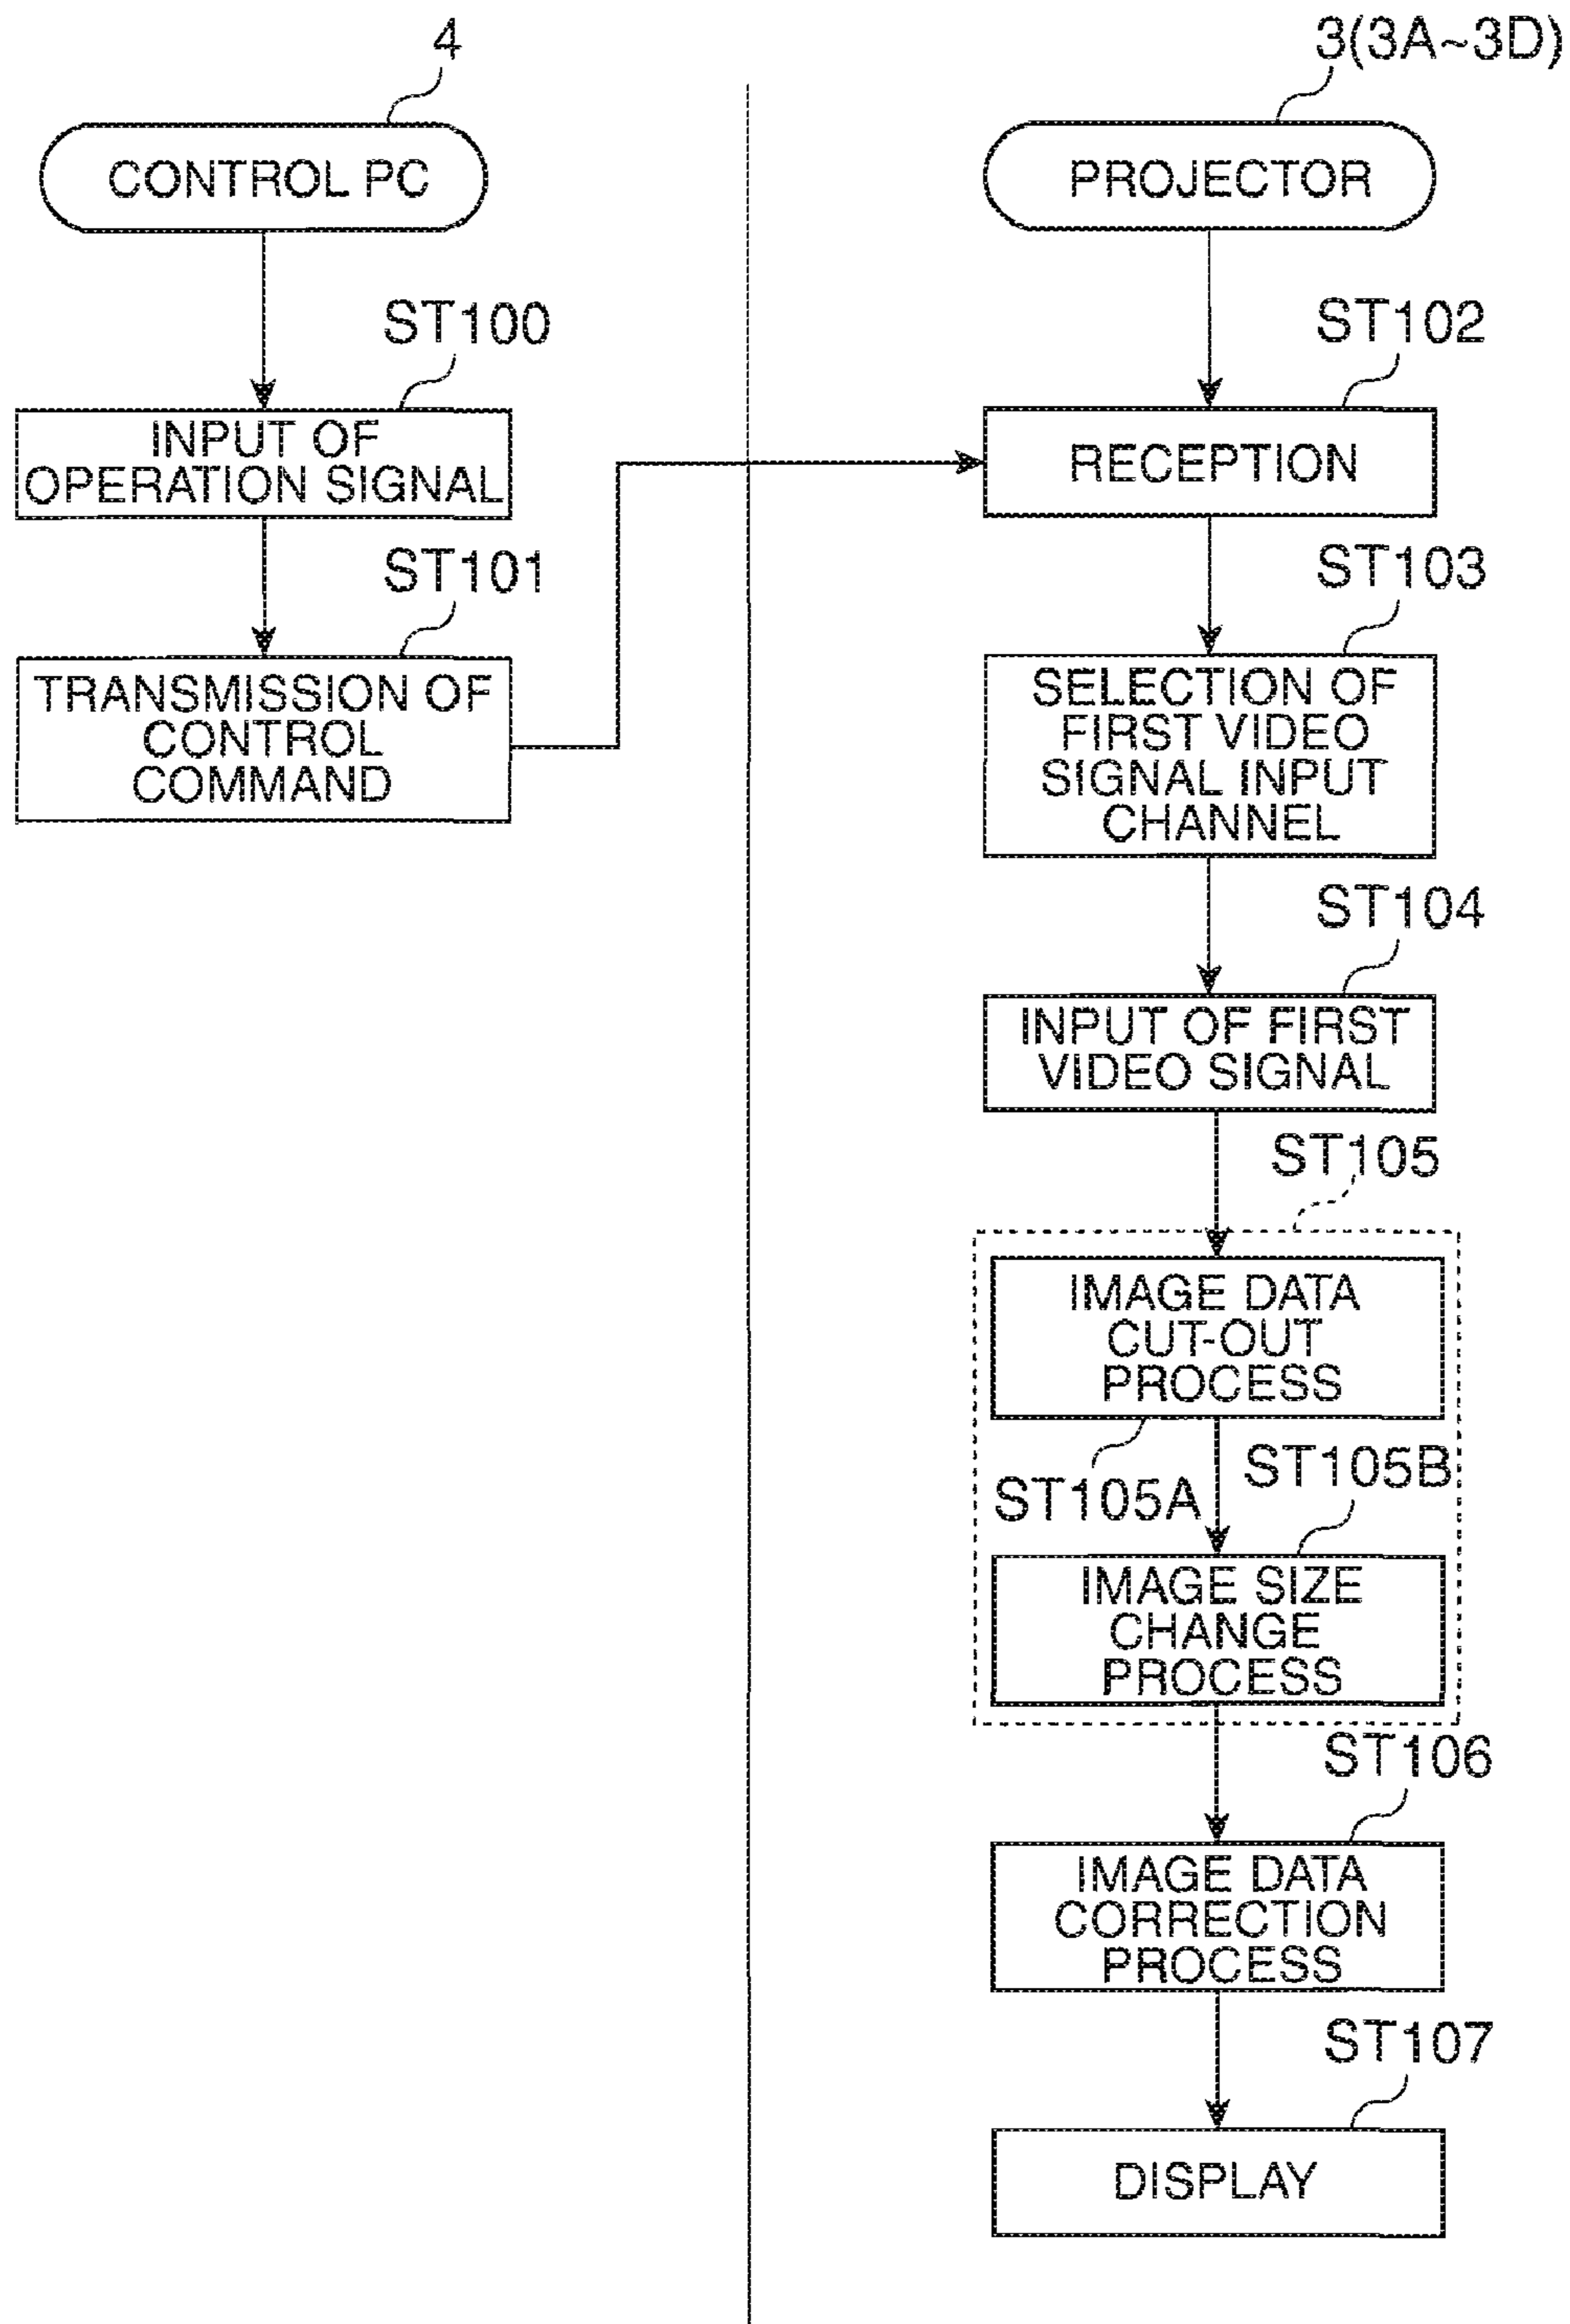 4
CONTROL PC
ST100
INPUT OF
OPERATION SIGNAL
ST101
TRANSMISSION OF
CONTROL
COMMAND
3(3A~3D)
PROJECTOR
ST102
RECEPTION
ST103
SELECTION OF
FIRST VIDEO
SIGNAL INPUT
CHANNEL
ST104
INPUT OF FIRST
VIDEO SIGNAL
ST105
IMAGE DATA
CUT-OUT
PROCESS
ST105A
ST105B
IMAGE SIZE
CHANGE
PROCESS
ST106
IMAGE DATA
CORRECTION
PROCESS
ST107
DISPLAY